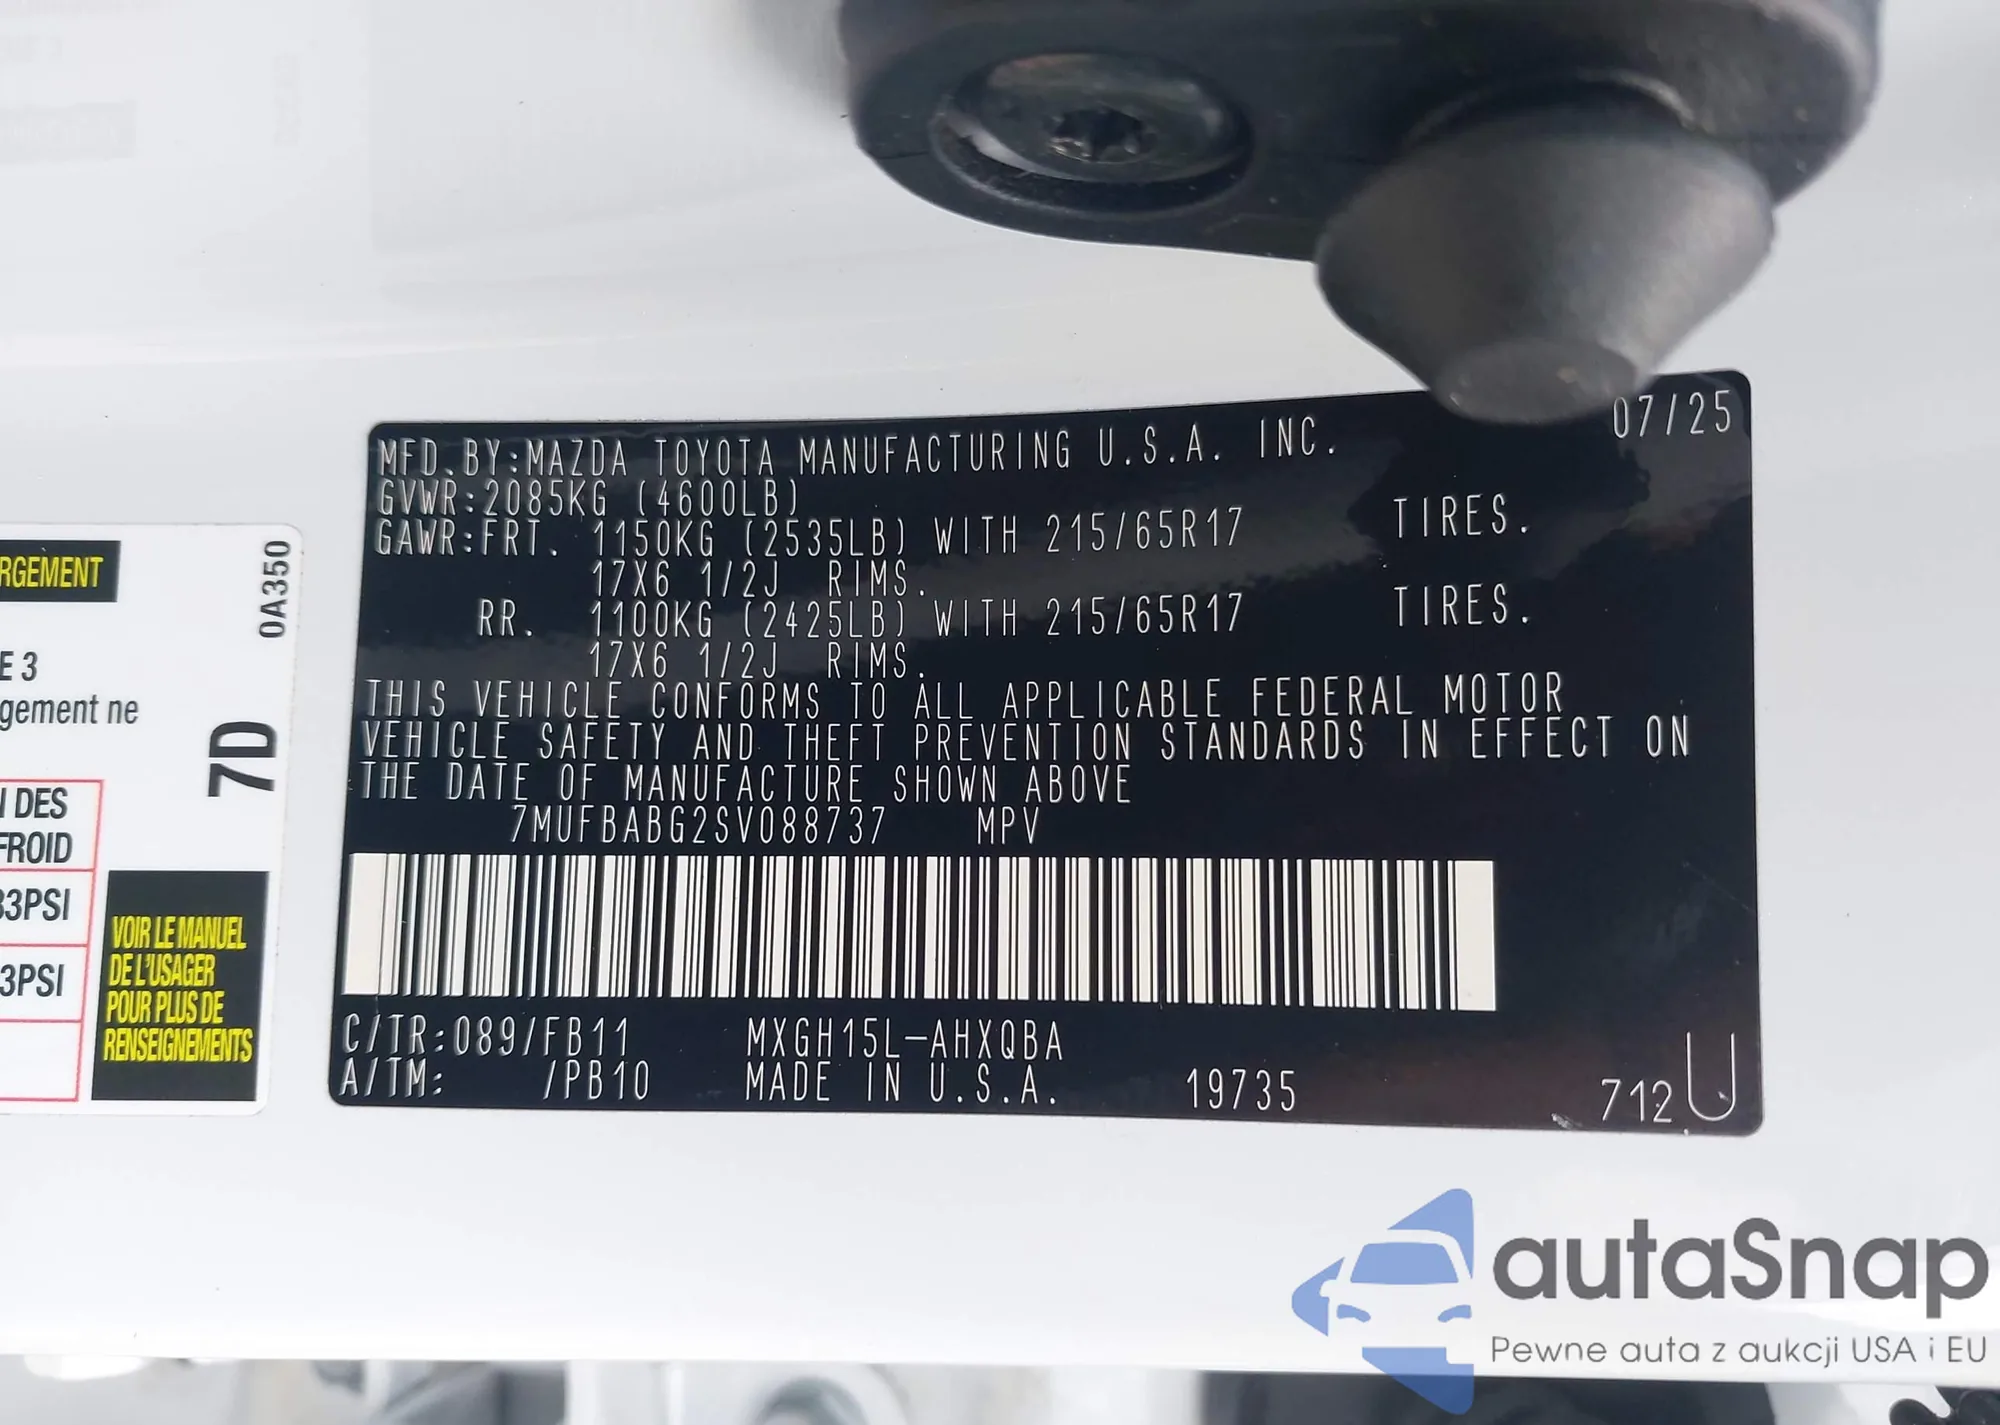 MFD.BY:MAZDA TOYOTA MANUFACTURING U.S.A. INC. 07/25
GVWR:2085KG (4600LB)
GAWR:FRT. 1150KG (2535LB) WITH 215/65R17 TIRES.
17X6 1/2J RIMS.
RR. 1100KG (2425LB) WITH 215/65R17 TIRES.
17X6 1/2J RIMS.
THIS VEHICLE CONFORMS TO ALL APPLICABLE FEDERAL MOTOR
VEHICLE SAFETY AND THEFT PREVENTION STANDARDS IN EFFECT ON
THE DATE OF MANUFACTURE SHOWN ABOVE
7MUFBABG2SV088737 MPV
C/TR:089/FB11 MXGH15L-AHXQBA
A/TM: /PB10 MADE IN U.S.A. 19735 712 U
RGEMENT
0A350
E 3
gement ne
7D
N DES
FROID
33PSI
3PSI
VOIR LE MANUEL
DE L'USAGER
POUR PLUS DE
RENSEIGNEMENTS
autaSnap
Pewne auta z aukcji USA i EU